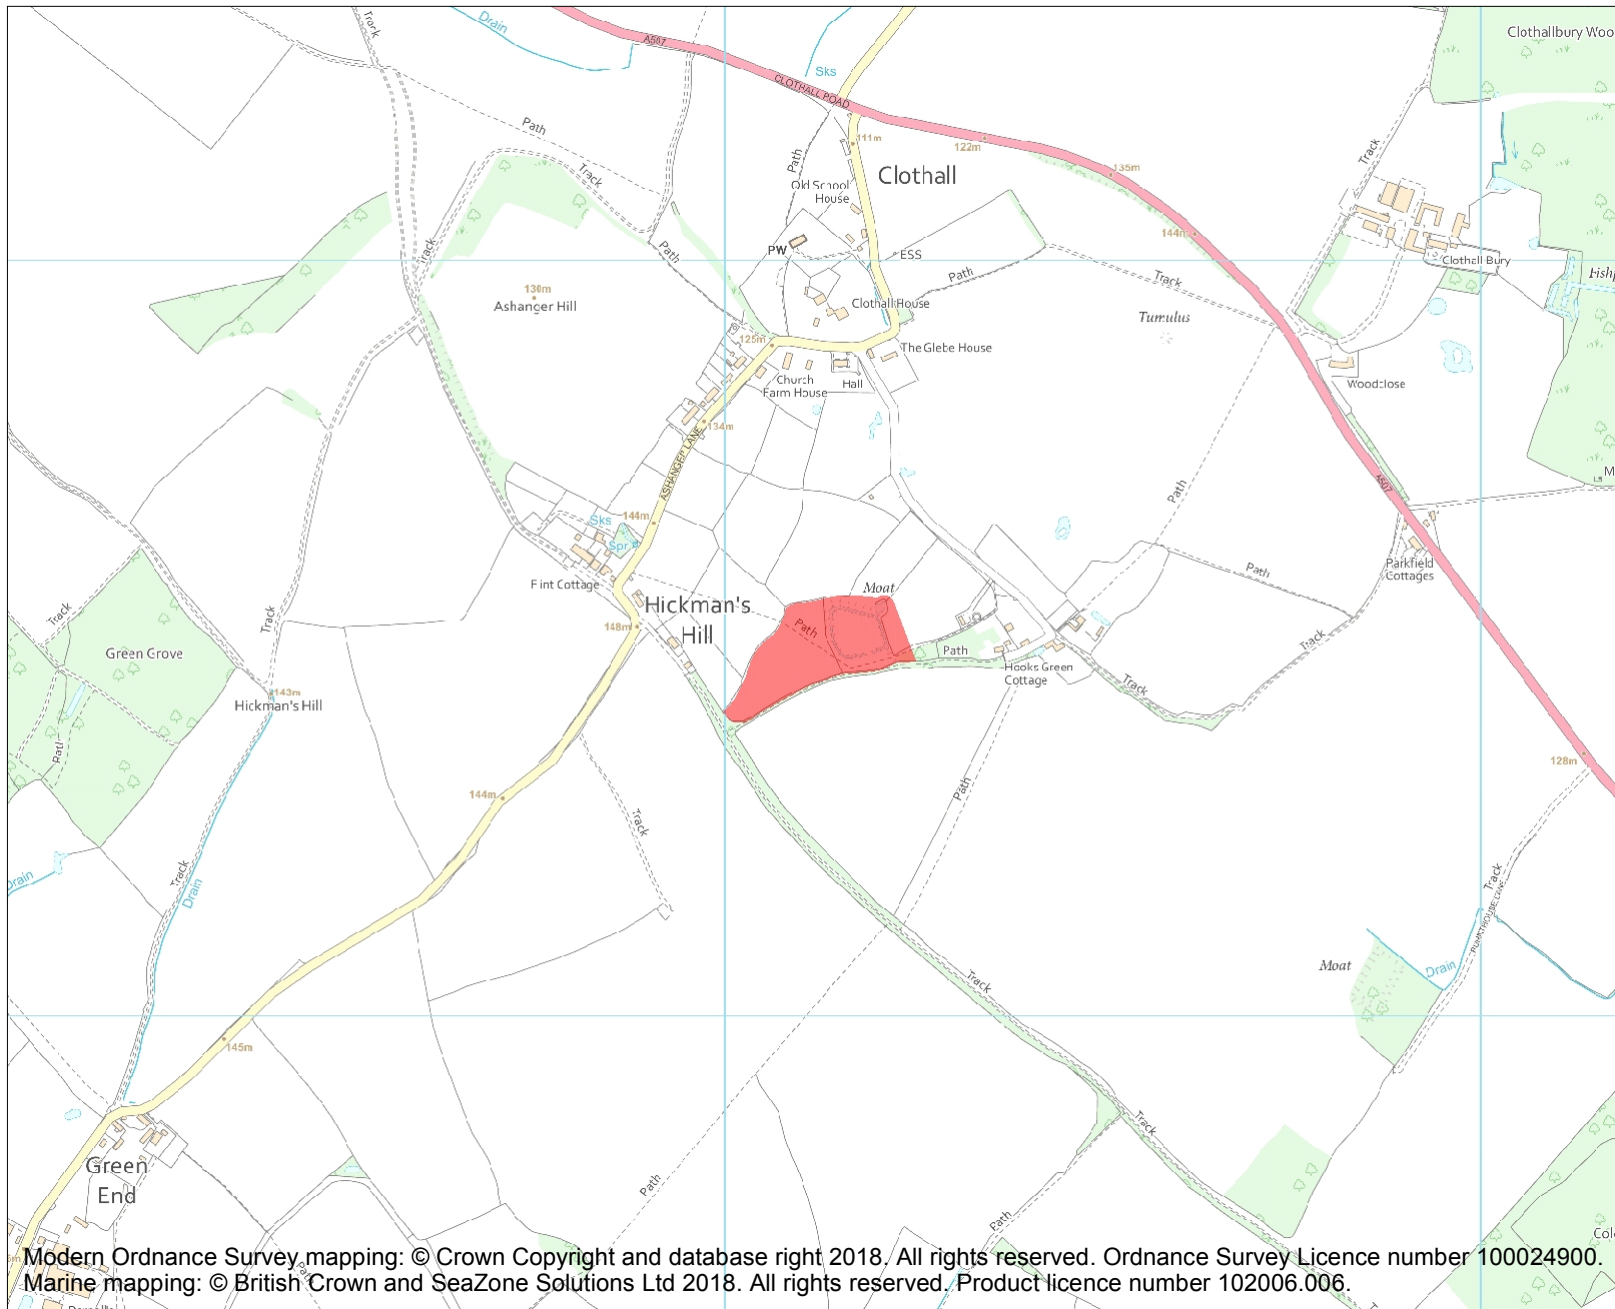 Track
Drain
A507
CLOTHALL ROAD
Sks
Clothallbury Woo
Path
Path
Track
111m
122m
135m
Track
Clothall
Old School
House
144m
PW
Path
ESS
Track
Clothall Bury
Path
Track
Fishp
130m
Ashanger Hill
Clothall House
Tumulus
125m
The Glebe House
Church
Farm House
Hall
Woodclose
134m
ASHANGER LANE
A507
M
Path
144m
Sks
Spr
Flint Cottage
Parkfield
Cottages
Path
Moat
Hickman's
Hill
148m
Track
Track
Path
Track
Path
Hooks Green
Cottage
Track
Green Grove
143m
Hickman's Hill
Path
128m
144m
Track
Path
Track
Drain
Drain
Track
PUMPHOUSE LANE
Moat
Drain
Track
145m
Track
Green
End
Path
Path
Colo
Path
Modern Ordnance Survey mapping: © Crown Copyright and database right 2018. All rights reserved. Ordnance Survey Licence number 100024900.
Marine mapping: © British Crown and SeaZone Solutions Ltd 2018. All rights reserved. Product licence number 102006.006.